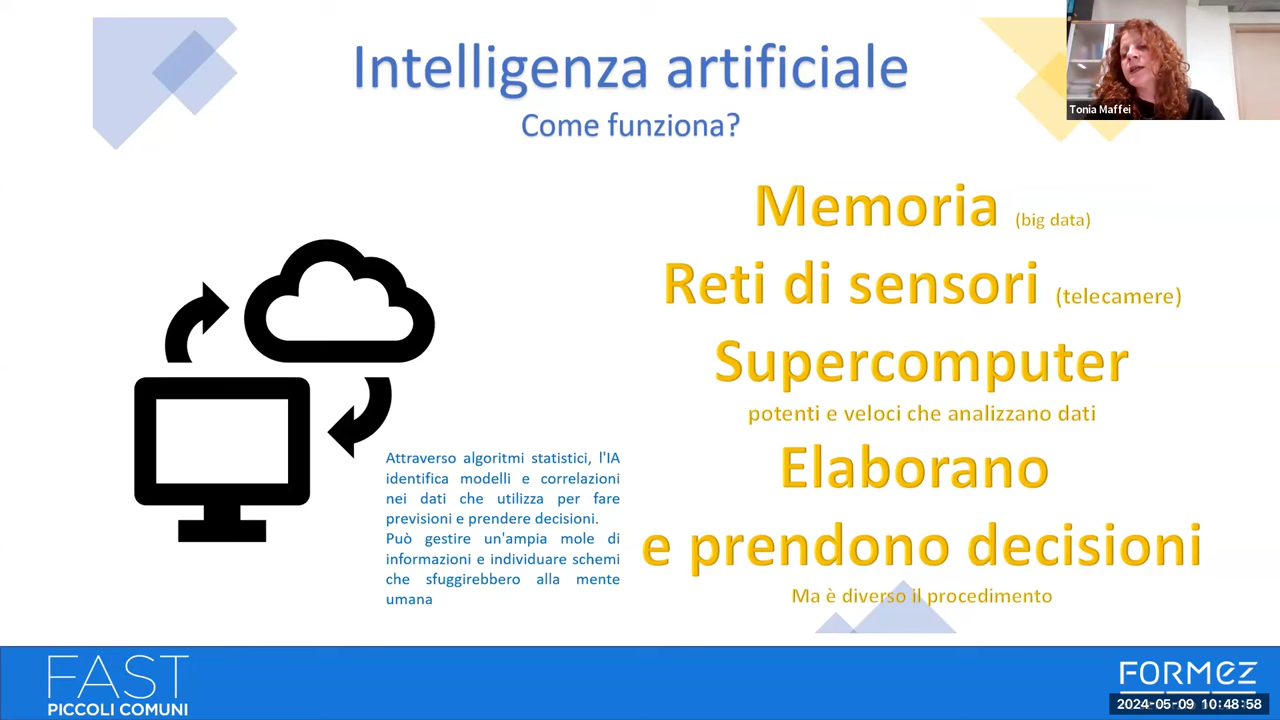 Intelligenza artificiale
Come funziona?
Tonia Maffei
Memoria (big data)
Reti di sensori (telecamere)
Supercomputer
potenti e veloci che analizzano dati
Elaborano
e prendono decisioni
Ma è diverso il procedimento
Attraverso algoritmi statistici, l'IA
identifica modelli e correlazioni
nei dati che utilizza per fare
previsioni e prendere decisioni.
Può gestire un'ampia mole di
informazioni e individuare schemi
che sfuggirebbero alla mente
umana
FAST
PICCOLI COMUNI
FORMEZ
2024-05-09 10:48:58